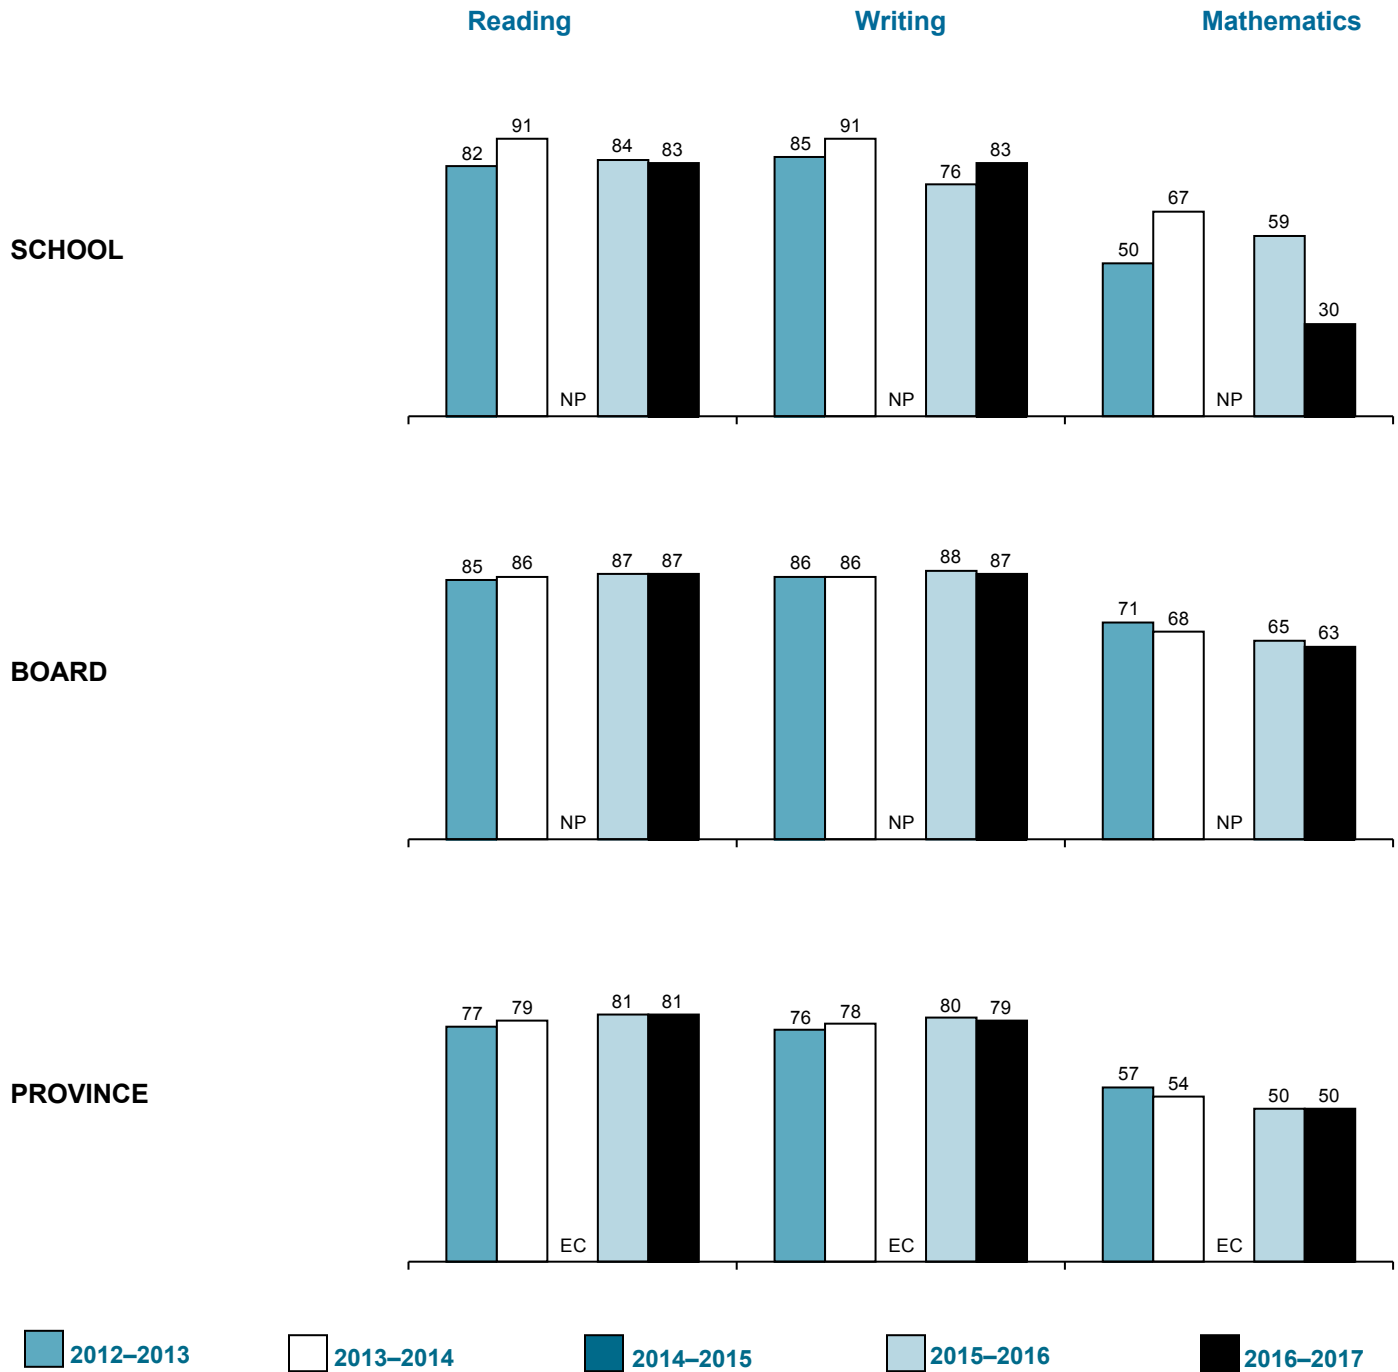 Reading Writing Mathematics
SCHOOL
82 91 NP 84 83 85 91 NP 76 83 50 67 NP 59 30
BOARD
85 86 NP 87 87 86 86 NP 88 87 71 68 NP 65 63
PROVINCE
77 79 EC 81 81 76 78 EC 80 79 57 54 EC 50 50
2012–2013 2013–2014 2014–2015 2015–2016 2016–2017